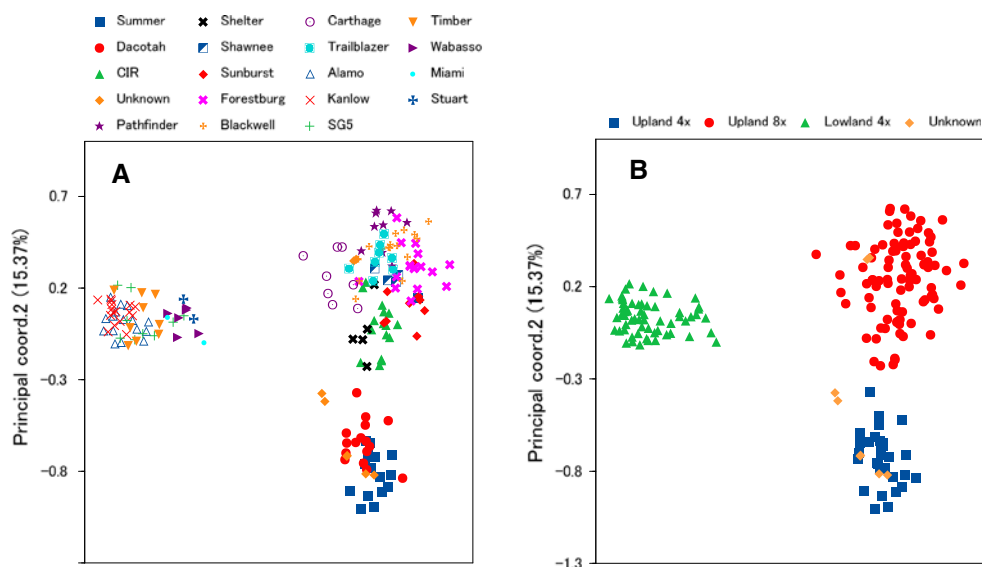 Summer Shelter Carthage Timber
Dacotah Shawnee Trailblazer Wabasso
CIR Sunburst Alamo Miami
Unknown Forestburg Kanlow Stuart
Pathfinder Blackwell SG5
Upland 4x Upland 8x Lowland 4x Unknown
A
B
Principal coord.2 (15.37%)
0.7
0.2
−0.3
−0.8
Principal coord.2 (15.37%)
0.7
0.2
−0.3
−0.8
−1.3